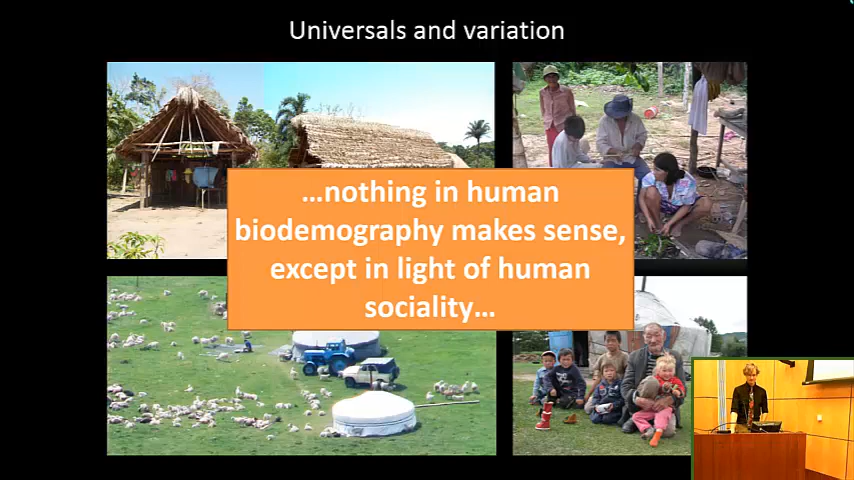 Universals and variation
…nothing in human
biodemography makes sense,
except in light of human
sociality…